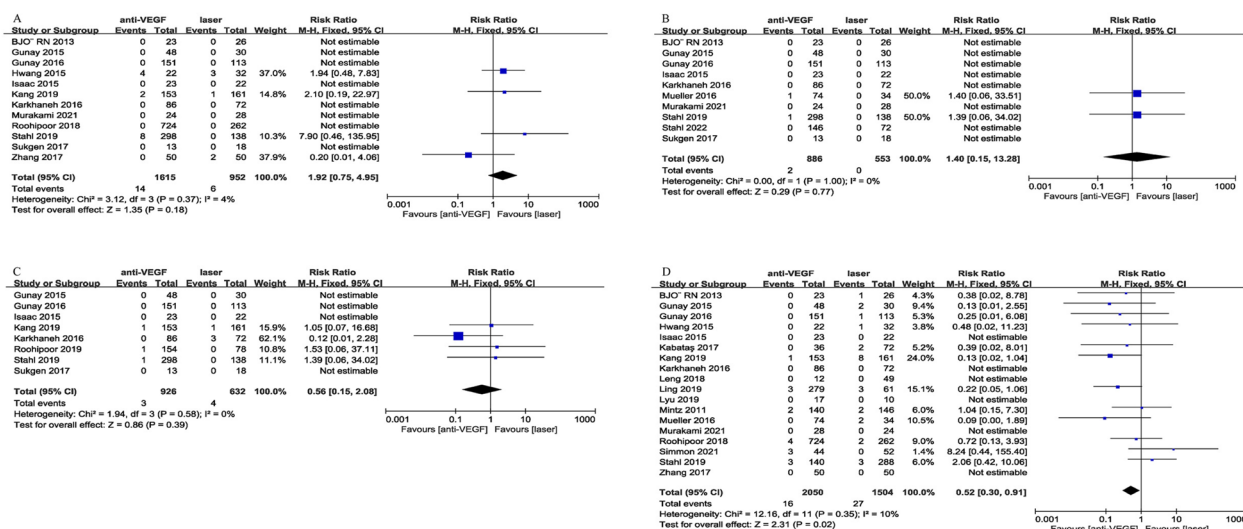 A
anti-VEGF laser Risk Ratio Risk Ratio
Study or Subgroup Events Total Events Total Weight M-H, Fixed, 95% CI M-H, Fixed, 95% CI
BJO¯ RN 2013 0 23 0 26 Not estimable
Gunay 2015 0 48 0 30 Not estimable
Gunay 2016 0 151 0 113 Not estimable
Hwang 2015 4 22 3 32 37.0% 1.94 [0.48, 7.83]
Isaac 2015 0 23 0 22 Not estimable
Kang 2019 2 153 1 161 14.8% 2.10 [0.19, 22.97]
Karkhaneh 2016 0 86 0 72 Not estimable
Murakami 2021 0 24 0 28 Not estimable
Roohipoor 2018 0 724 0 262 Not estimable
Stahl 2019 8 298 0 138 10.3% 7.90 [0.46, 135.95]
Sukgen 2017 0 13 0 18 Not estimable
Zhang 2017 0 50 2 50 37.9% 0.20 [0.01, 4.06]
Total (95% CI) 1615 952 100.0% 1.92 [0.75, 4.95]
Total events 14 6
Heterogeneity: Chi² = 3.12, df = 3 (P = 0.37); I² = 4%
Test for overall effect: Z = 1.35 (P = 0.18)
0.001 0.1 1 10 1000
Favours [anti-VEGF] Favours [laser]
B
anti-VEGF laser Risk Ratio Risk Ratio
Study or Subgroup Events Total Events Total Weight M-H, Fixed, 95% CI M-H, Fixed, 95% CI
BJO¯ RN 2013 0 23 0 26 Not estimable
Gunay 2015 0 48 0 30 Not estimable
Gunay 2016 0 151 0 113 Not estimable
Isaac 2015 0 23 0 22 Not estimable
Karkhaneh 2016 0 86 0 72 Not estimable
Mueller 2016 1 74 0 34 50.0% 1.40 [0.06, 33.51]
Murakami 2021 0 24 0 28 Not estimable
Stahl 2019 1 298 0 138 50.0% 1.39 [0.06, 34.02]
Stahl 2022 0 146 0 72 Not estimable
Sukgen 2017 0 13 0 18 Not estimable
Total (95% CI) 886 553 100.0% 1.40 [0.15, 13.28]
Total events 2 0
Heterogeneity: Chi² = 0.00, df = 1 (P = 1.00); I² = 0%
Test for overall effect: Z = 0.29 (P = 0.77)
0.001 0.1 1 10 1000
Favours [anti-VEGF] Favours [laser]
C
anti-VEGF laser Risk Ratio Risk Ratio
Study or Subgroup Events Total Events Total Weight M-H, Fixed, 95% CI M-H, Fixed, 95% CI
Gunay 2015 0 48 0 30 Not estimable
Gunay 2016 0 151 0 113 Not estimable
Isaac 2015 0 23 0 22 Not estimable
Kang 2019 1 153 1 161 15.9% 1.05 [0.07, 16.68]
Karkhaneh 2016 0 86 3 72 62.1% 0.12 [0.01, 2.28]
Roohipoor 2019 1 154 0 78 10.8% 1.53 [0.06, 37.11]
Stahl 2019 1 298 0 138 11.1% 1.39 [0.06, 34.02]
Sukgen 2017 0 13 0 18 Not estimable
Total (95% CI) 926 632 100.0% 0.56 [0.15, 2.08]
Total events 3 4
Heterogeneity: Chi² = 1.94, df = 3 (P = 0.58); I² = 0%
Test for overall effect: Z = 0.86 (P = 0.39)
0.001 0.1 1 10 1000
Favours [anti-VEGF] Favours [laser]
D
anti-VEGF laser Risk Ratio Risk Ratio
Study or Subgroup Events Total Events Total Weight M-H, Fixed, 95% CI M-H, Fixed, 95% CI
BJO¯ RN 2013 0 23 1 26 4.3% 0.38 [0.02, 8.78]
Gunay 2015 0 48 2 30 9.4% 0.13 [0.01, 2.55]
Gunay 2016 0 151 1 113 5.3% 0.25 [0.01, 6.08]
Hwang 2015 0 22 1 32 3.8% 0.48 [0.02, 11.23]
Isaac 2015 0 23 0 22 Not estimable
Kabataş 2017 0 36 2 72 5.2% 0.39 [0.02, 8.01]
Kang 2019 1 153 8 161 24.0% 0.13 [0.02, 1.04]
Karkhaneh 2016 0 86 0 72 Not estimable
Leng 2018 0 12 0 49 Not estimable
Ling 2019 3 279 3 61 15.1% 0.22 [0.05, 1.06]
Lyu 2019 0 17 0 10 Not estimable
Mintz 2011 2 140 2 146 6.0% 1.04 [0.15, 7.30]
Mueller 2016 0 74 2 34 10.5% 0.09 [0.00, 1.89]
Murakami 2021 0 28 0 24 Not estimable
Roohipoor 2018 4 724 2 262 9.0% 0.72 [0.13, 3.93]
Simmon 2021 3 44 0 52 1.4% 8.24 [0.44, 155.40]
Stahl 2019 3 140 3 288 6.0% 2.06 [0.42, 10.06]
Zhang 2017 0 50 0 50 Not estimable
Total (95% CI) 2050 1504 100.0% 0.52 [0.30, 0.91]
Total events 16 27
Heterogeneity: Chi² = 12.16, df = 11 (P = 0.35); I² = 10%
Test for overall effect: Z = 2.31 (P = 0.02)
0.001 0.1 1 10 1000
Favours [anti-VEGF] Favours [laser]